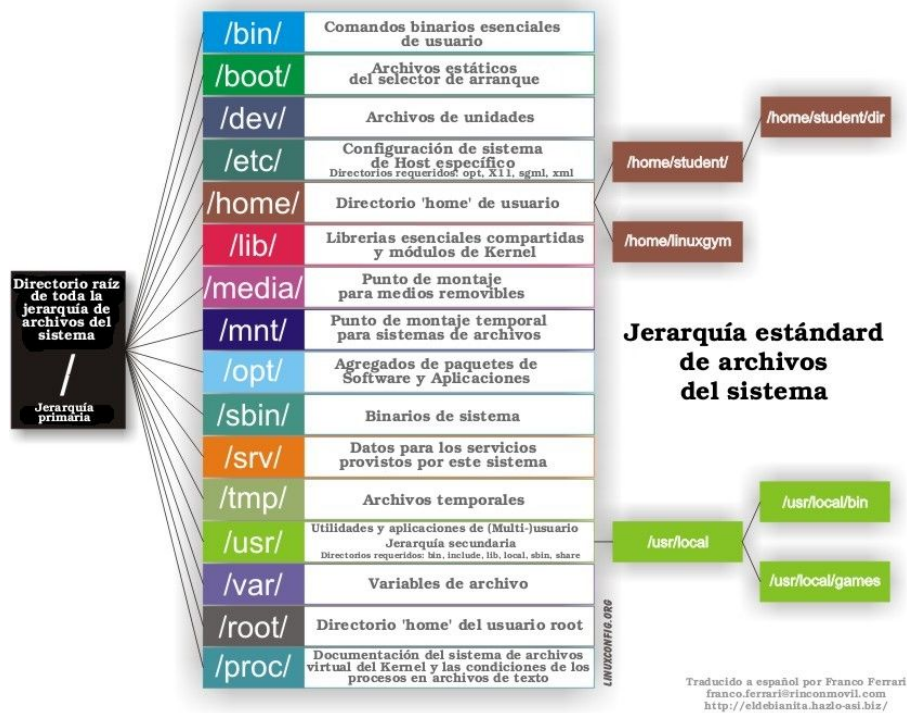 Directorio raíz
de toda la
jerarquía de
archivos del
sistema
/
Jerarquía
primaria
/bin/
Comandos binarios esenciales
de usuario
/boot/
Archivos estáticos
del selector de arranque
/dev/
Archivos de unidades
/etc/
Configuración de sistema
de Host específico
Directorios requeridos: opt, X11, sgml, xml
/home/
Directorio 'home' de usuario
/lib/
Librerias esenciales compartidas
y módulos de Kernel
/media/
Punto de montaje
para medios removibles
/mnt/
Punto de montaje temporal
para sistemas de archivos
/opt/
Agregados de paquetes de
Software y Aplicaciones
/sbin/
Binarios de sistema
/srv/
Datos para los servicios
provistos por este sistema
/tmp/
Archivos temporales
/usr/
Utilidades y aplicaciones de (Multi-)usuario
Jerarquía secundaria
Directorios requeridos: bin, include, lib, local, sbin, share
/var/
Variables de archivo
/root/
Directorio 'home' del usuario root
/proc/
Documentación del sistema de archivos
virtual del Kernel y las condiciones de los
procesos en archivos de texto
/home/student/
/home/student/dir
/home/linuxgym
Jerarquía estándard
de archivos
del sistema
/usr/local
/usr/local/bin
/usr/local/games
LINUXCONFIG.ORG
Traducido a español por Franco Ferrari
franco.ferrari@rinconmovil.com
http://eldebianita.hazlo-asi.biz/